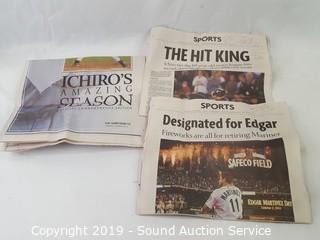 SPORTS
THE HIT KING
ICHIRO'S
AMAZING
SEASON
SPORTS
Designated for Edgar
Fireworks are all for retiring Mariner
SAFECO FIELD
EDGAR MARTINEZ DAY
MARTINEZ
11
Copyright 2019 - Sound Auction Service